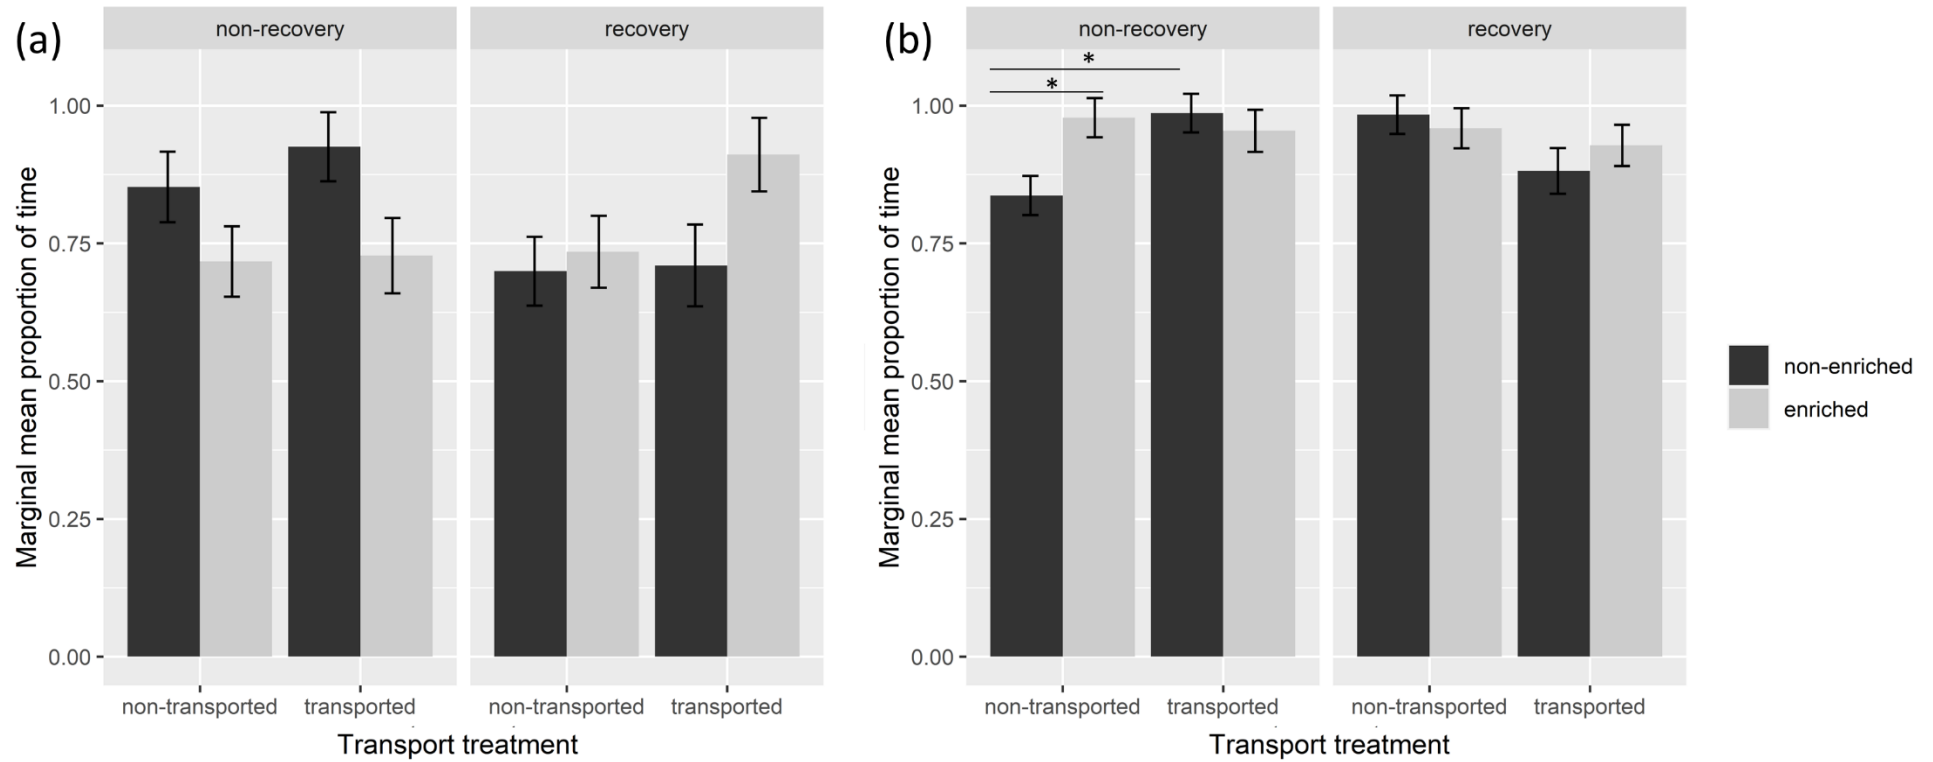 (a)
non-recovery
recovery
Marginal mean proportion of time
1.00
0.75
0.50
0.25
0.00
non-transported
transported
non-transported
transported
Transport treatment
(b)
non-recovery
recovery
*
*
Marginal mean proportion of time
1.00
0.75
0.50
0.25
0.00
non-transported
transported
non-transported
transported
Transport treatment
non-enriched
enriched